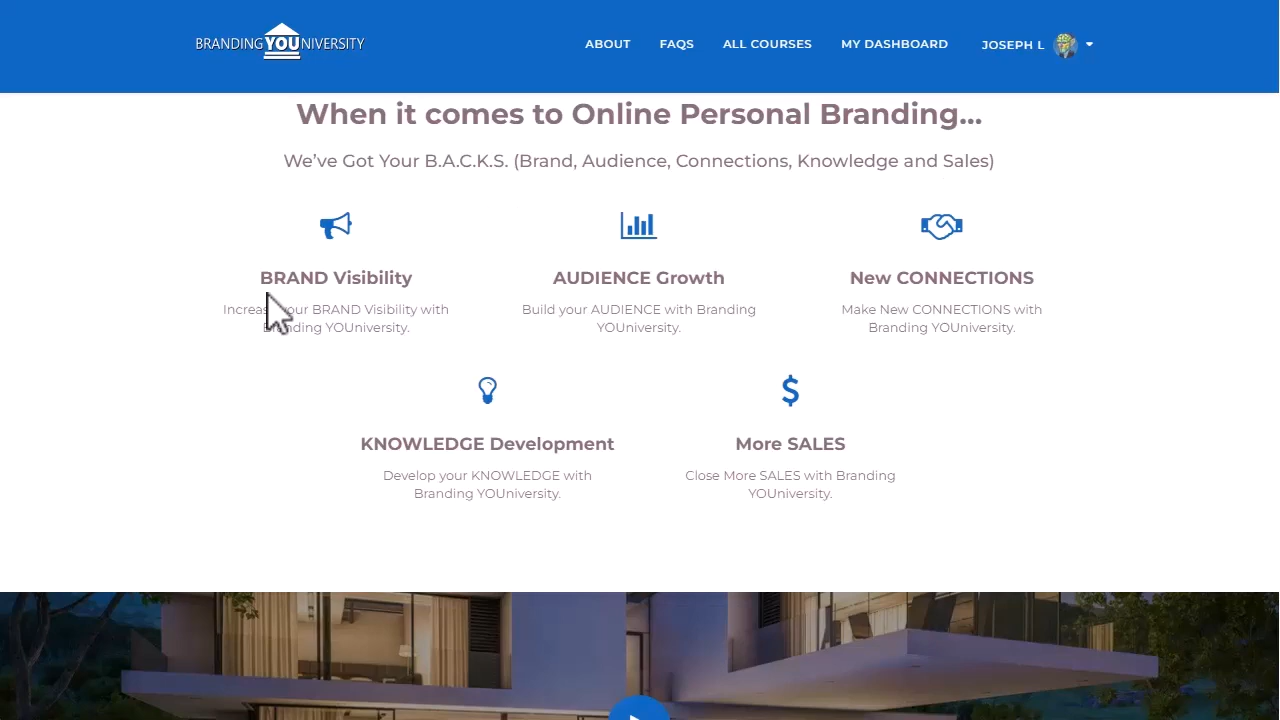 BRANDINGYOUNIVERSITY
ABOUT FAQS ALL COURSES MY DASHBOARD JOSEPH L
When it comes to Online Personal Branding...
We’ve Got Your B.A.C.K.S. (Brand, Audience, Connections, Knowledge and Sales)
BRAND Visibility
Increase your BRAND Visibility with
Branding YOUniversity.
AUDIENCE Growth
Build your AUDIENCE with Branding
YOUniversity.
New CONNECTIONS
Make New CONNECTIONS with
Branding YOUniversity.
KNOWLEDGE Development
Develop your KNOWLEDGE with
Branding YOUniversity.
More SALES
Close More SALES with Branding
YOUniversity.